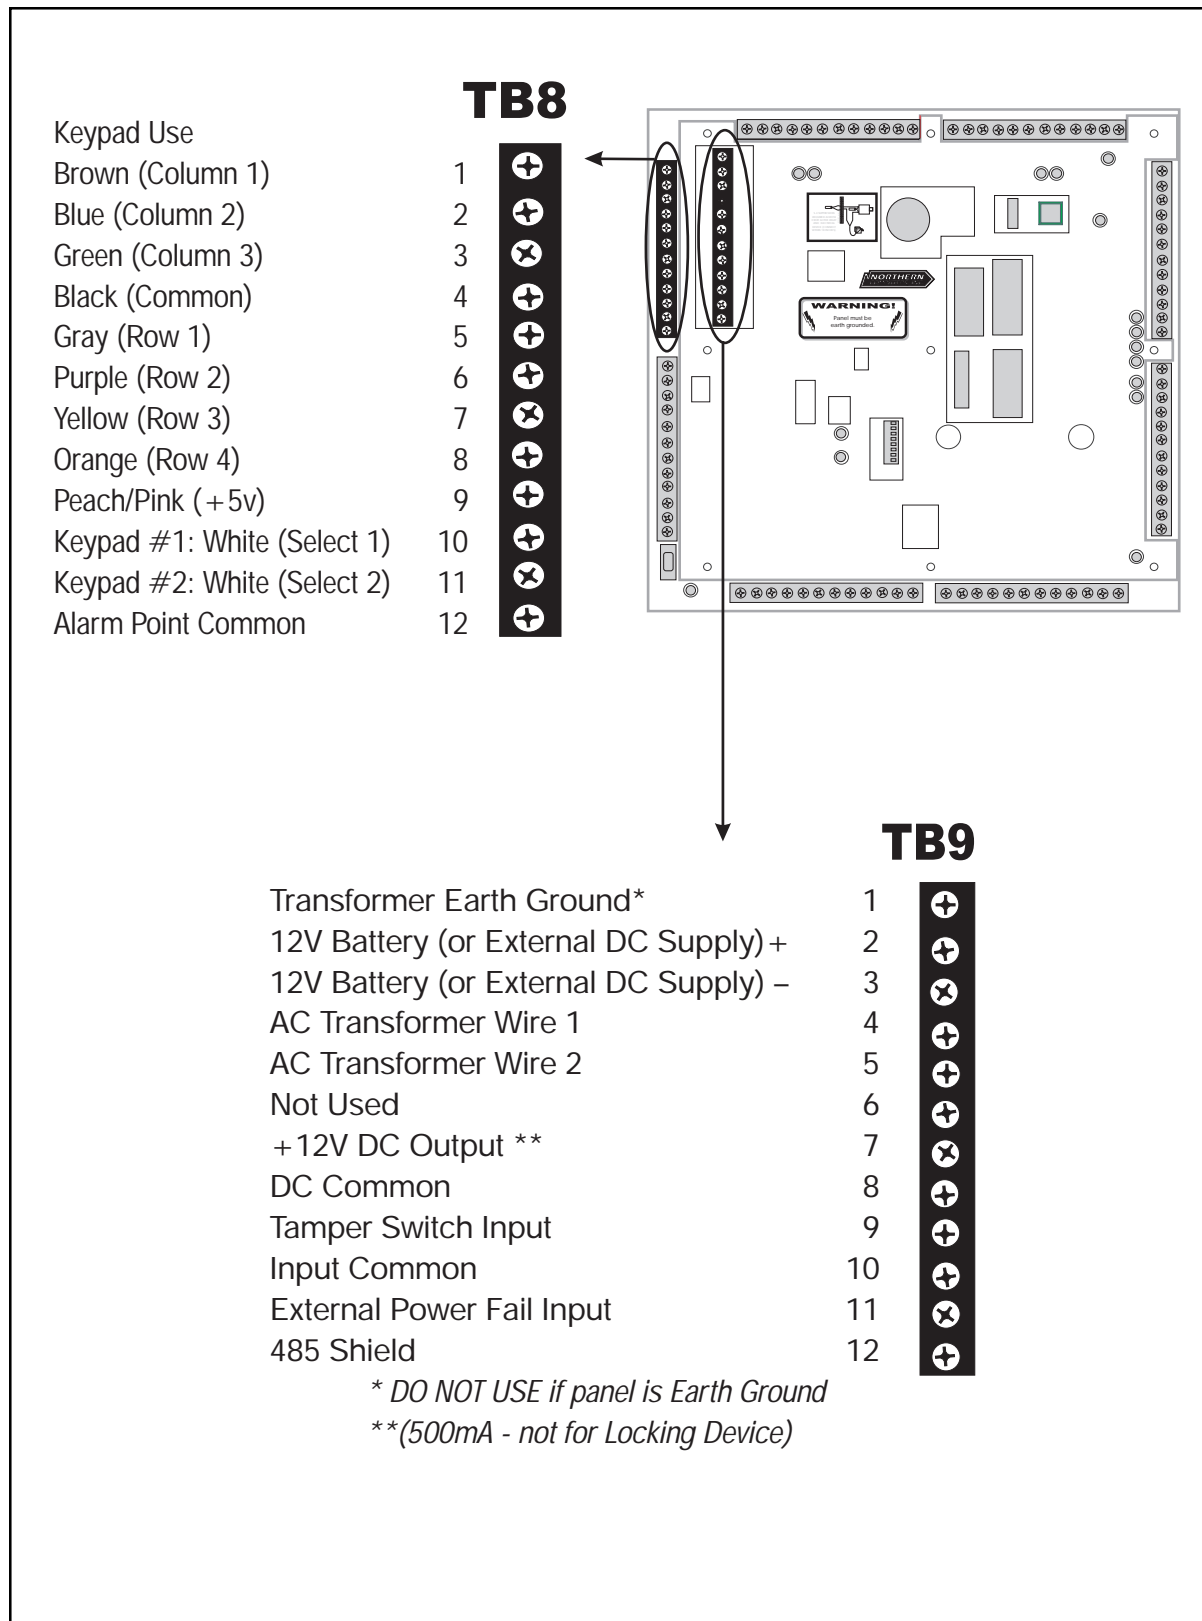 TB8
Keypad Use
Brown (Column 1) 1
Blue (Column 2) 2
Green (Column 3) 3
Black (Common) 4
Gray (Row 1) 5
Purple (Row 2) 6
Yellow (Row 3) 7
Orange (Row 4) 8
Peach/Pink (+5v) 9
Keypad #1: White (Select 1) 10
Keypad #2: White (Select 2) 11
Alarm Point Common 12
NORTHERN
WARNING!
Panel must be
earth grounded.
TB9
Transformer Earth Ground* 1
12V Battery (or External DC Supply) + 2
12V Battery (or External DC Supply) – 3
AC Transformer Wire 1 4
AC Transformer Wire 2 5
Not Used 6
+12V DC Output ** 7
DC Common 8
Tamper Switch Input 9
Input Common 10
External Power Fail Input 11
485 Shield 12
* DO NOT USE if panel is Earth Ground
**(500mA - not for Locking Device)